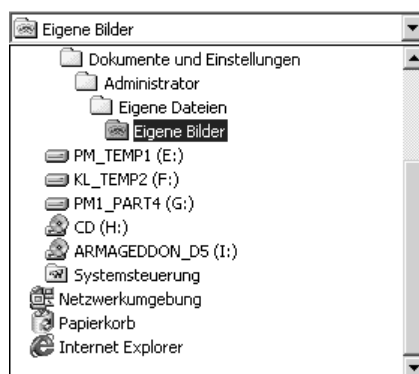 Eigene Bilder
Dokumente und Einstellungen
Administrator
Eigene Dateien
Eigene Bilder
PM_TEMP1 (E:)
KL_TEMP2 (F:)
PM1_PART4 (G:)
CD (H:)
ARMAGEDDON_D5 (I:)
Systemsteuerung
Netzwerkumgebung
Papierkorb
Internet Explorer